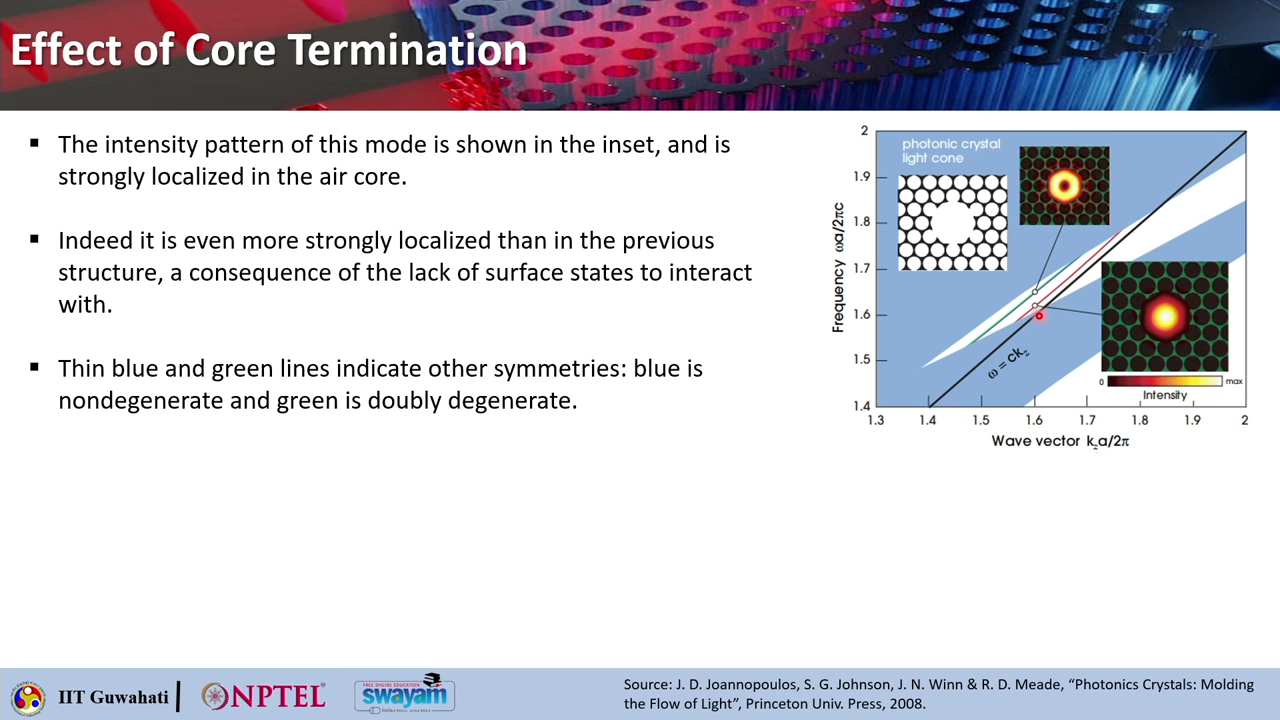 Effect of Core Termination
▪ The intensity pattern of this mode is shown in the inset, and is
strongly localized in the air core.
▪ Indeed it is even more strongly localized than in the previous
structure, a consequence of the lack of surface states to interact
with.
▪ Thin blue and green lines indicate other symmetries: blue is
nondegenerate and green is doubly degenerate.
photonic crystal
light cone
Frequency ωa/2πc
2
1.9
1.8
1.7
1.6
1.5
1.4
ω = ck_z
0 max
Intensity
1.3 1.4 1.5 1.6 1.7 1.8 1.9 2
Wave vector k_za/2π
IIT Guwahati
NPTEL
FREE ONLINE EDUCATION
swayam
Source: J. D. Joannopoulos, S. G. Johnson, J. N. Winn & R. D. Meade, “Photonics Crystals: Molding
the Flow of Light”, Princeton Univ. Press, 2008.